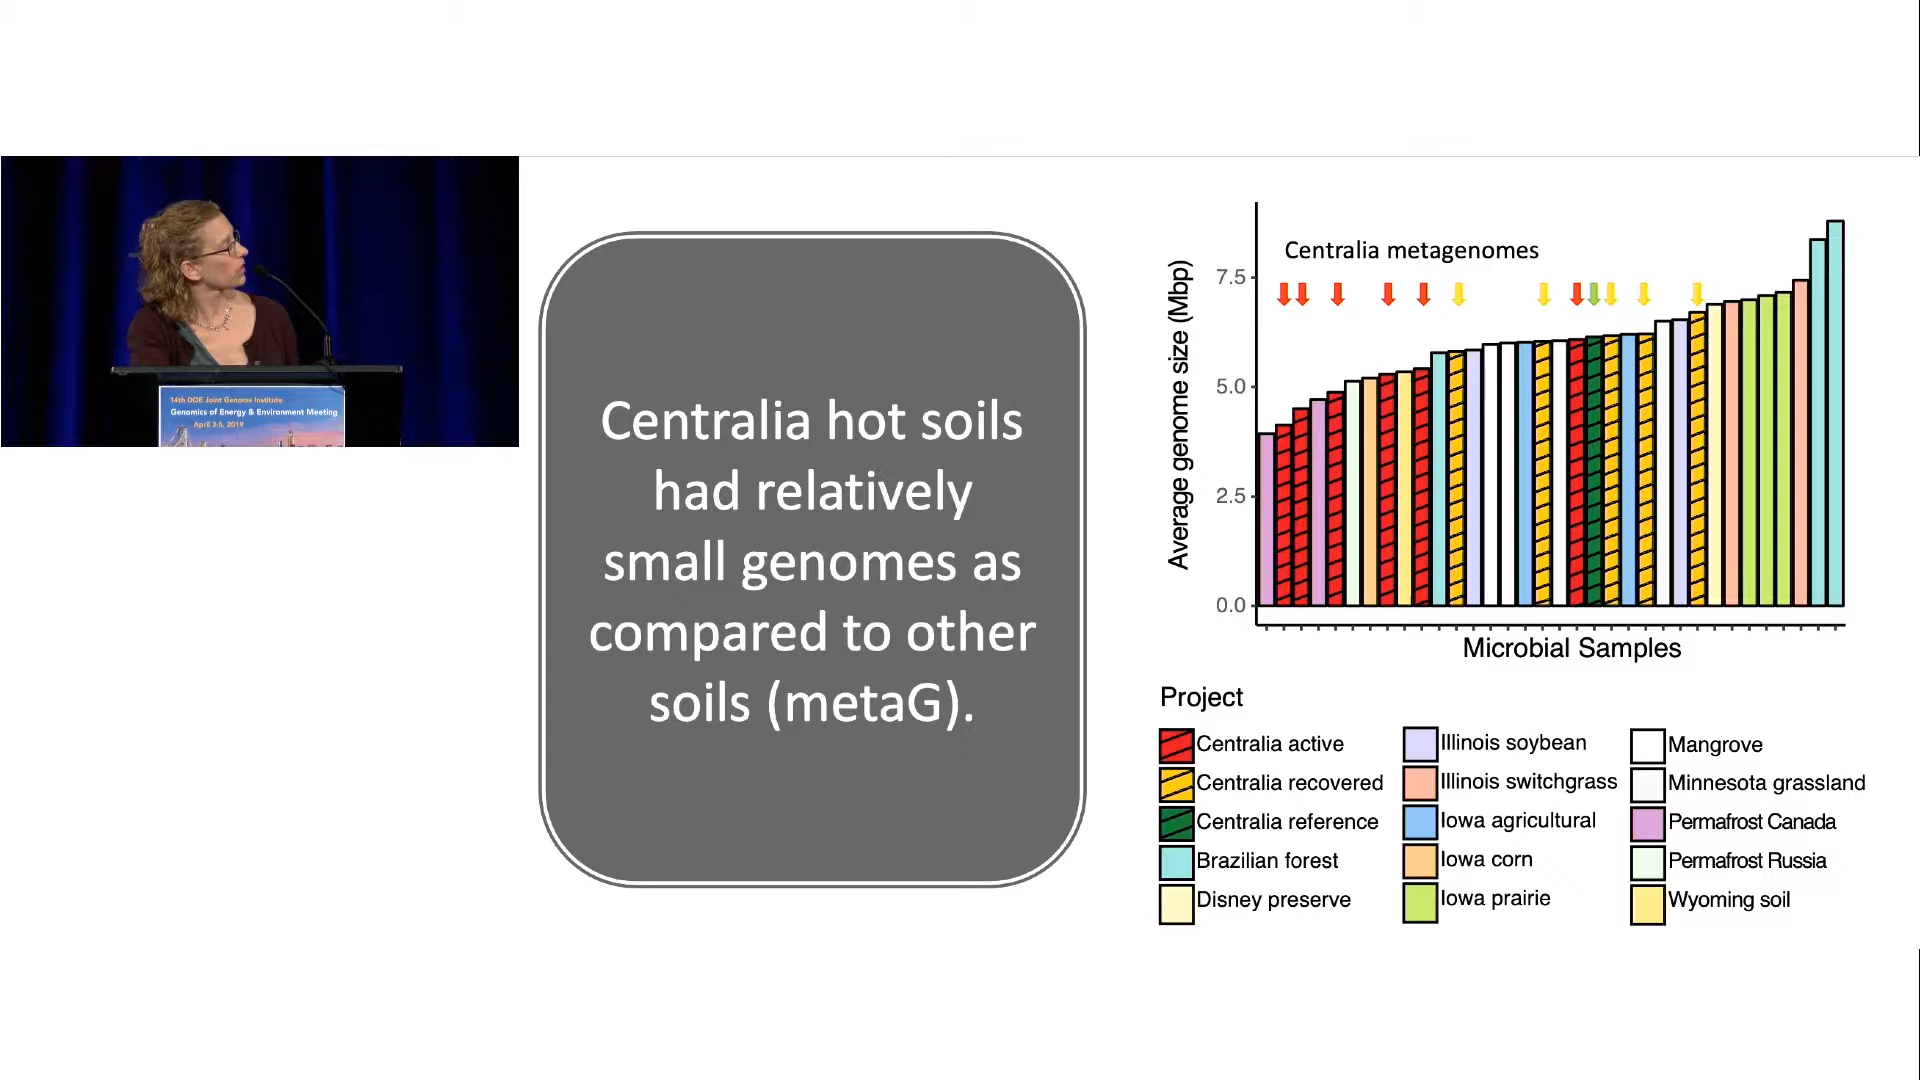 14th DOE Joint Genome Institute
Genomics of Energy & Environment Meeting
April 3-5, 2019
Centralia hot soils
had relatively
small genomes as
compared to other
soils (metaG).
Centralia metagenomes
Average genome size (Mbp)
7.5
5.0
2.5
0.0
Microbial Samples
Project
Centralia active
Centralia recovered
Centralia reference
Brazilian forest
Disney preserve
Illinois soybean
Illinois switchgrass
Iowa agricultural
Iowa corn
Iowa prairie
Mangrove
Minnesota grassland
Permafrost Canada
Permafrost Russia
Wyoming soil